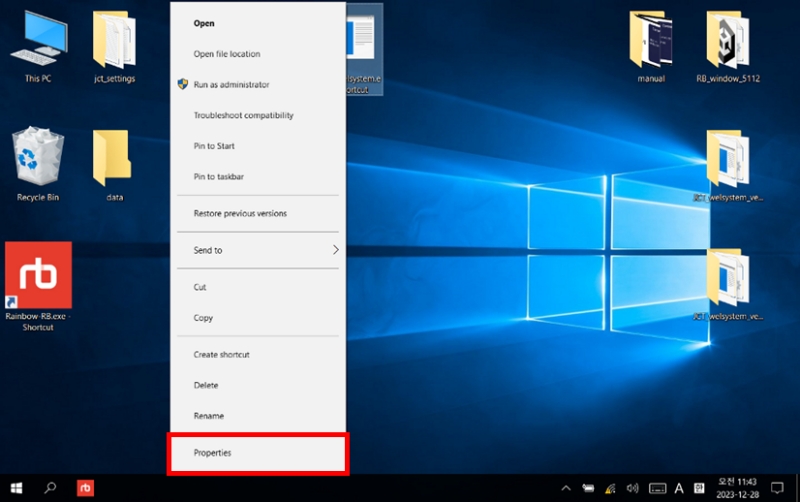 This PC
jct_settings
Recycle Bin
data
rb
Rainbow-RB.exe -
Shortcut
Open
Open file location
Run as administrator
Troubleshoot compatibility
Pin to Start
Pin to taskbar
Restore previous versions
Send to
Cut
Copy
Create shortcut
Delete
Rename
Properties
lsystem.e
ortcut
manual
RB_window_5112
JCT_welsystem_ve...
JCT_welsystem_ve...
rb
A
오전 11:43
2023-12-28